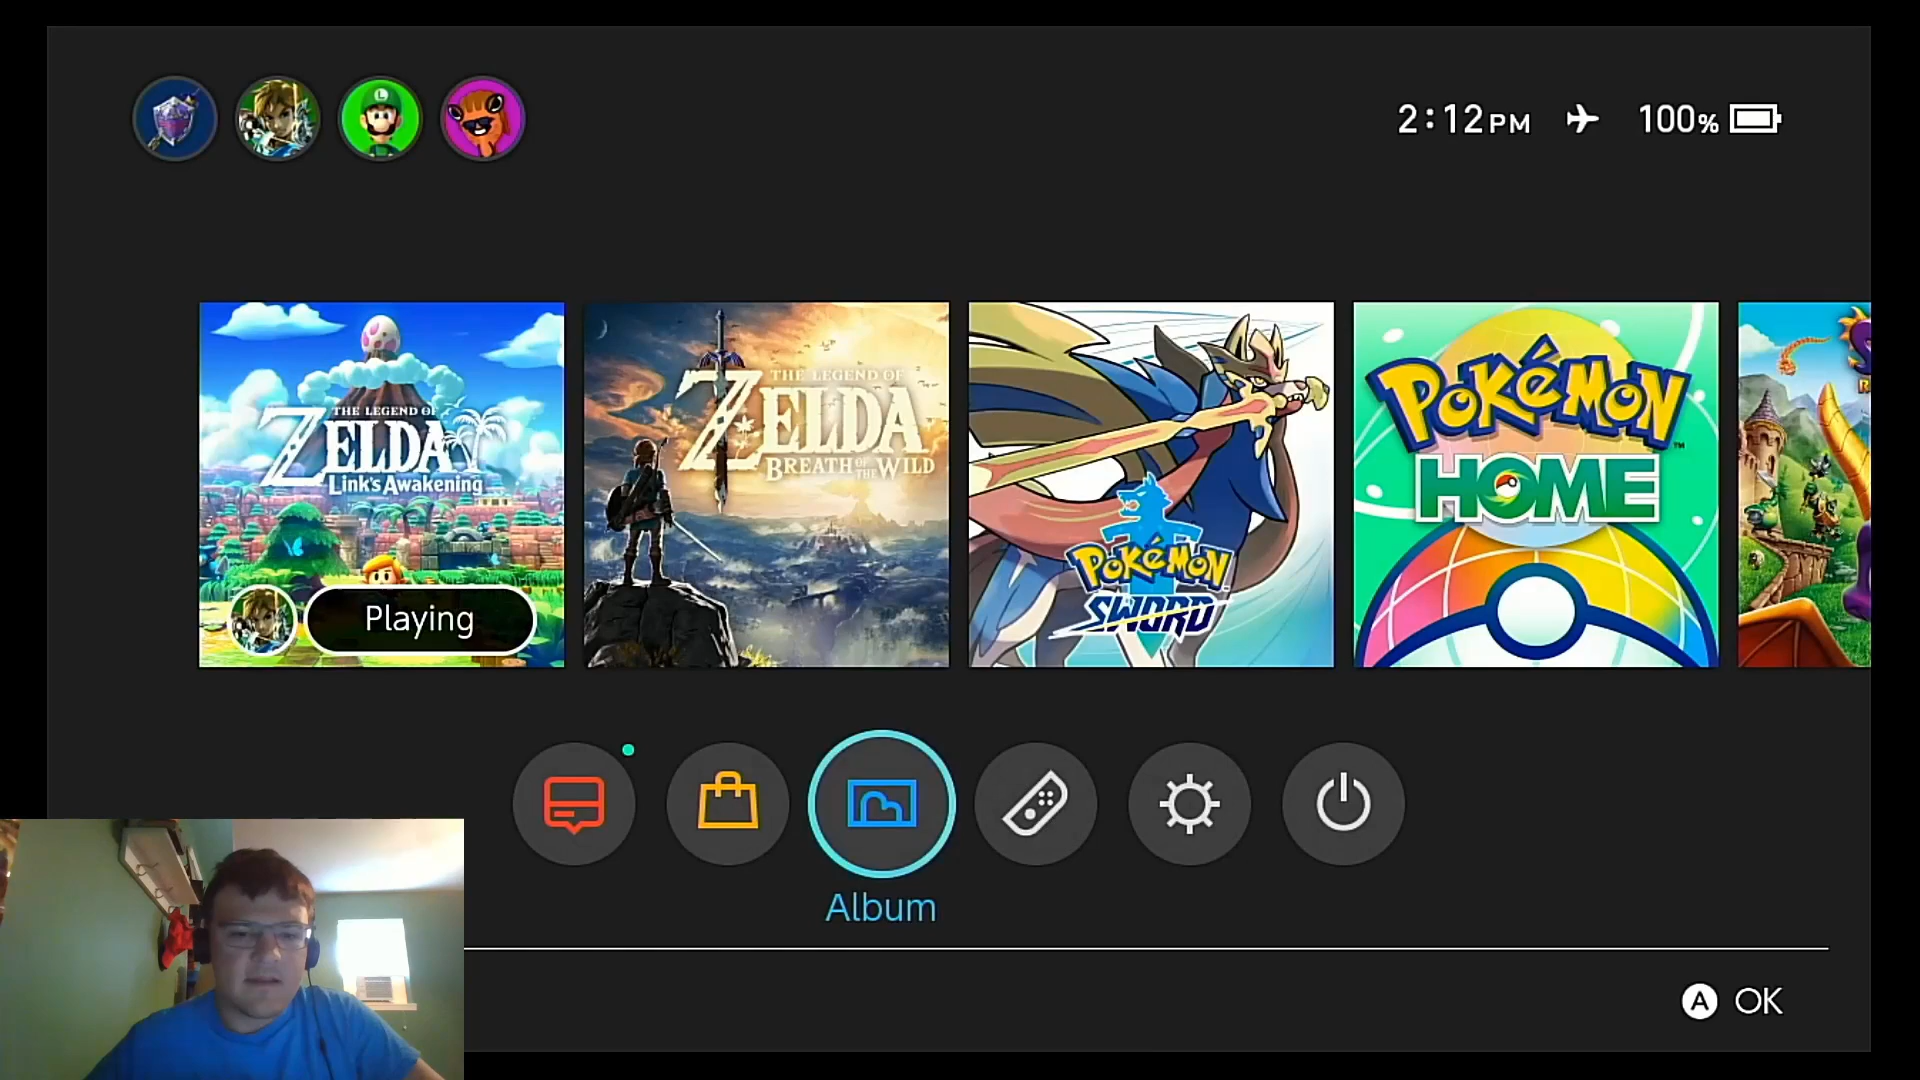 2:12 PM 100%
THE LEGEND OF
ZELDA
Link's Awakening
Playing
THE LEGEND OF
ZELDA
BREATH OF THE WILD
POKéMON
SWORD
POKéMON
HOME
Album
A OK